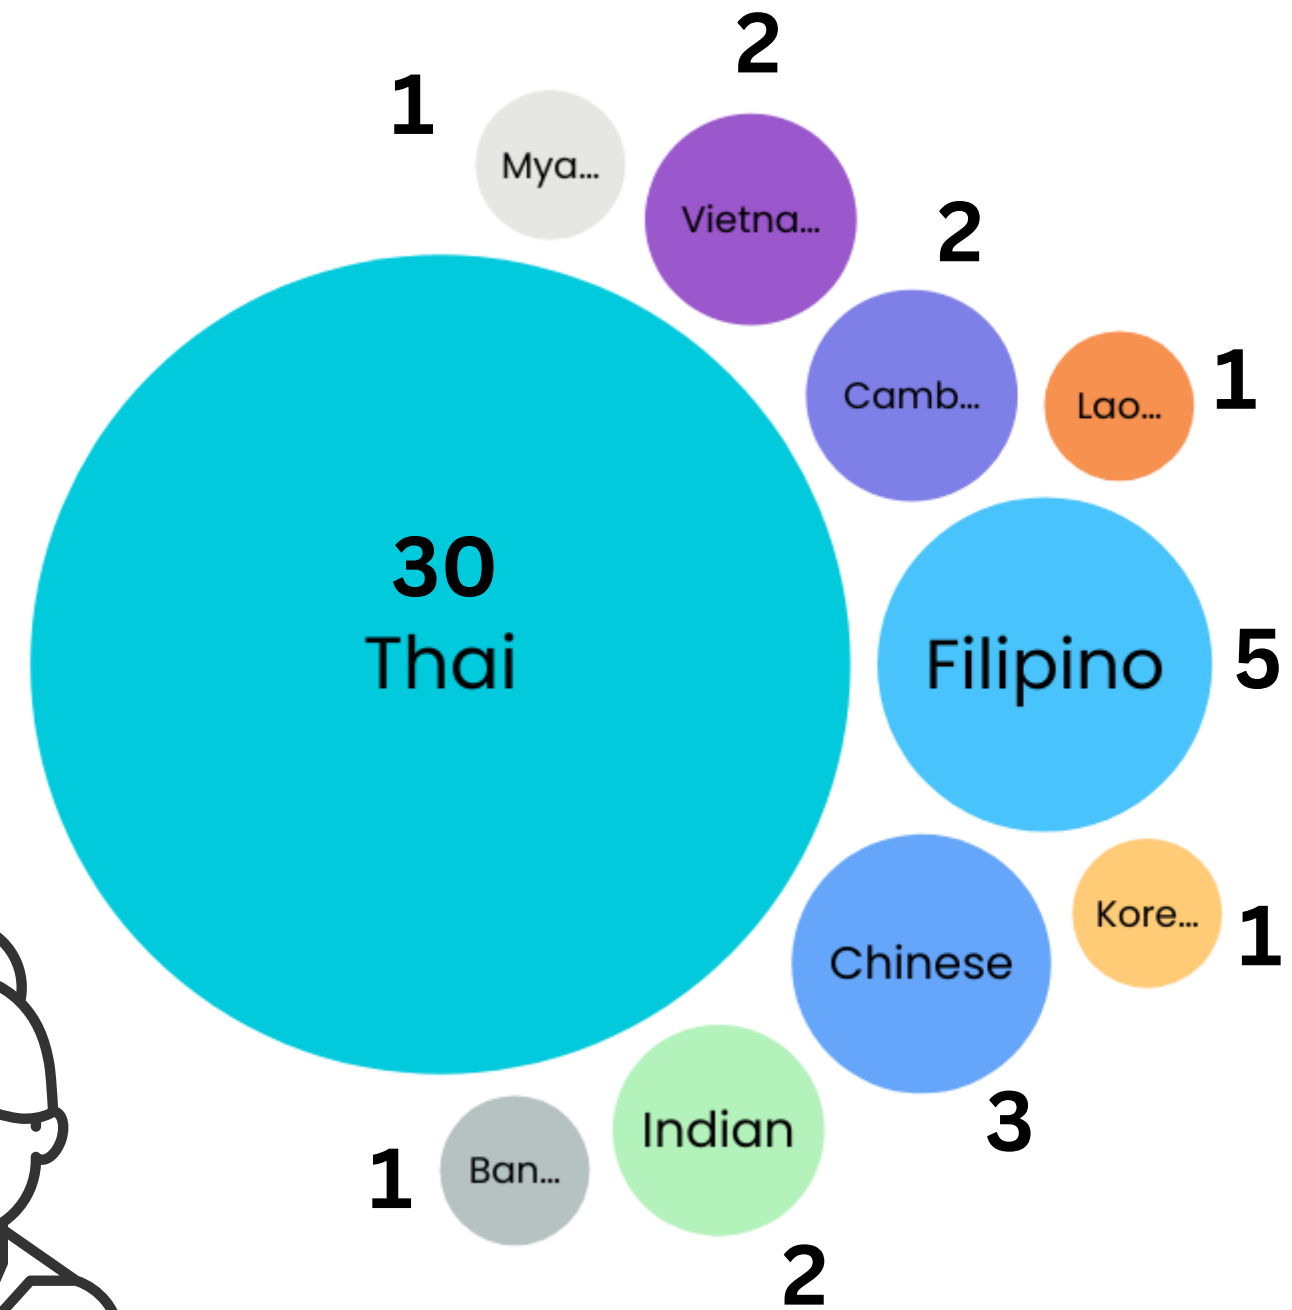 2
1
Mya...
Vietna...
2
Camb...
Lao...
1
30
Thai
Filipino
5
Chinese
Kore...
1
3
Indian
Ban...
1
2